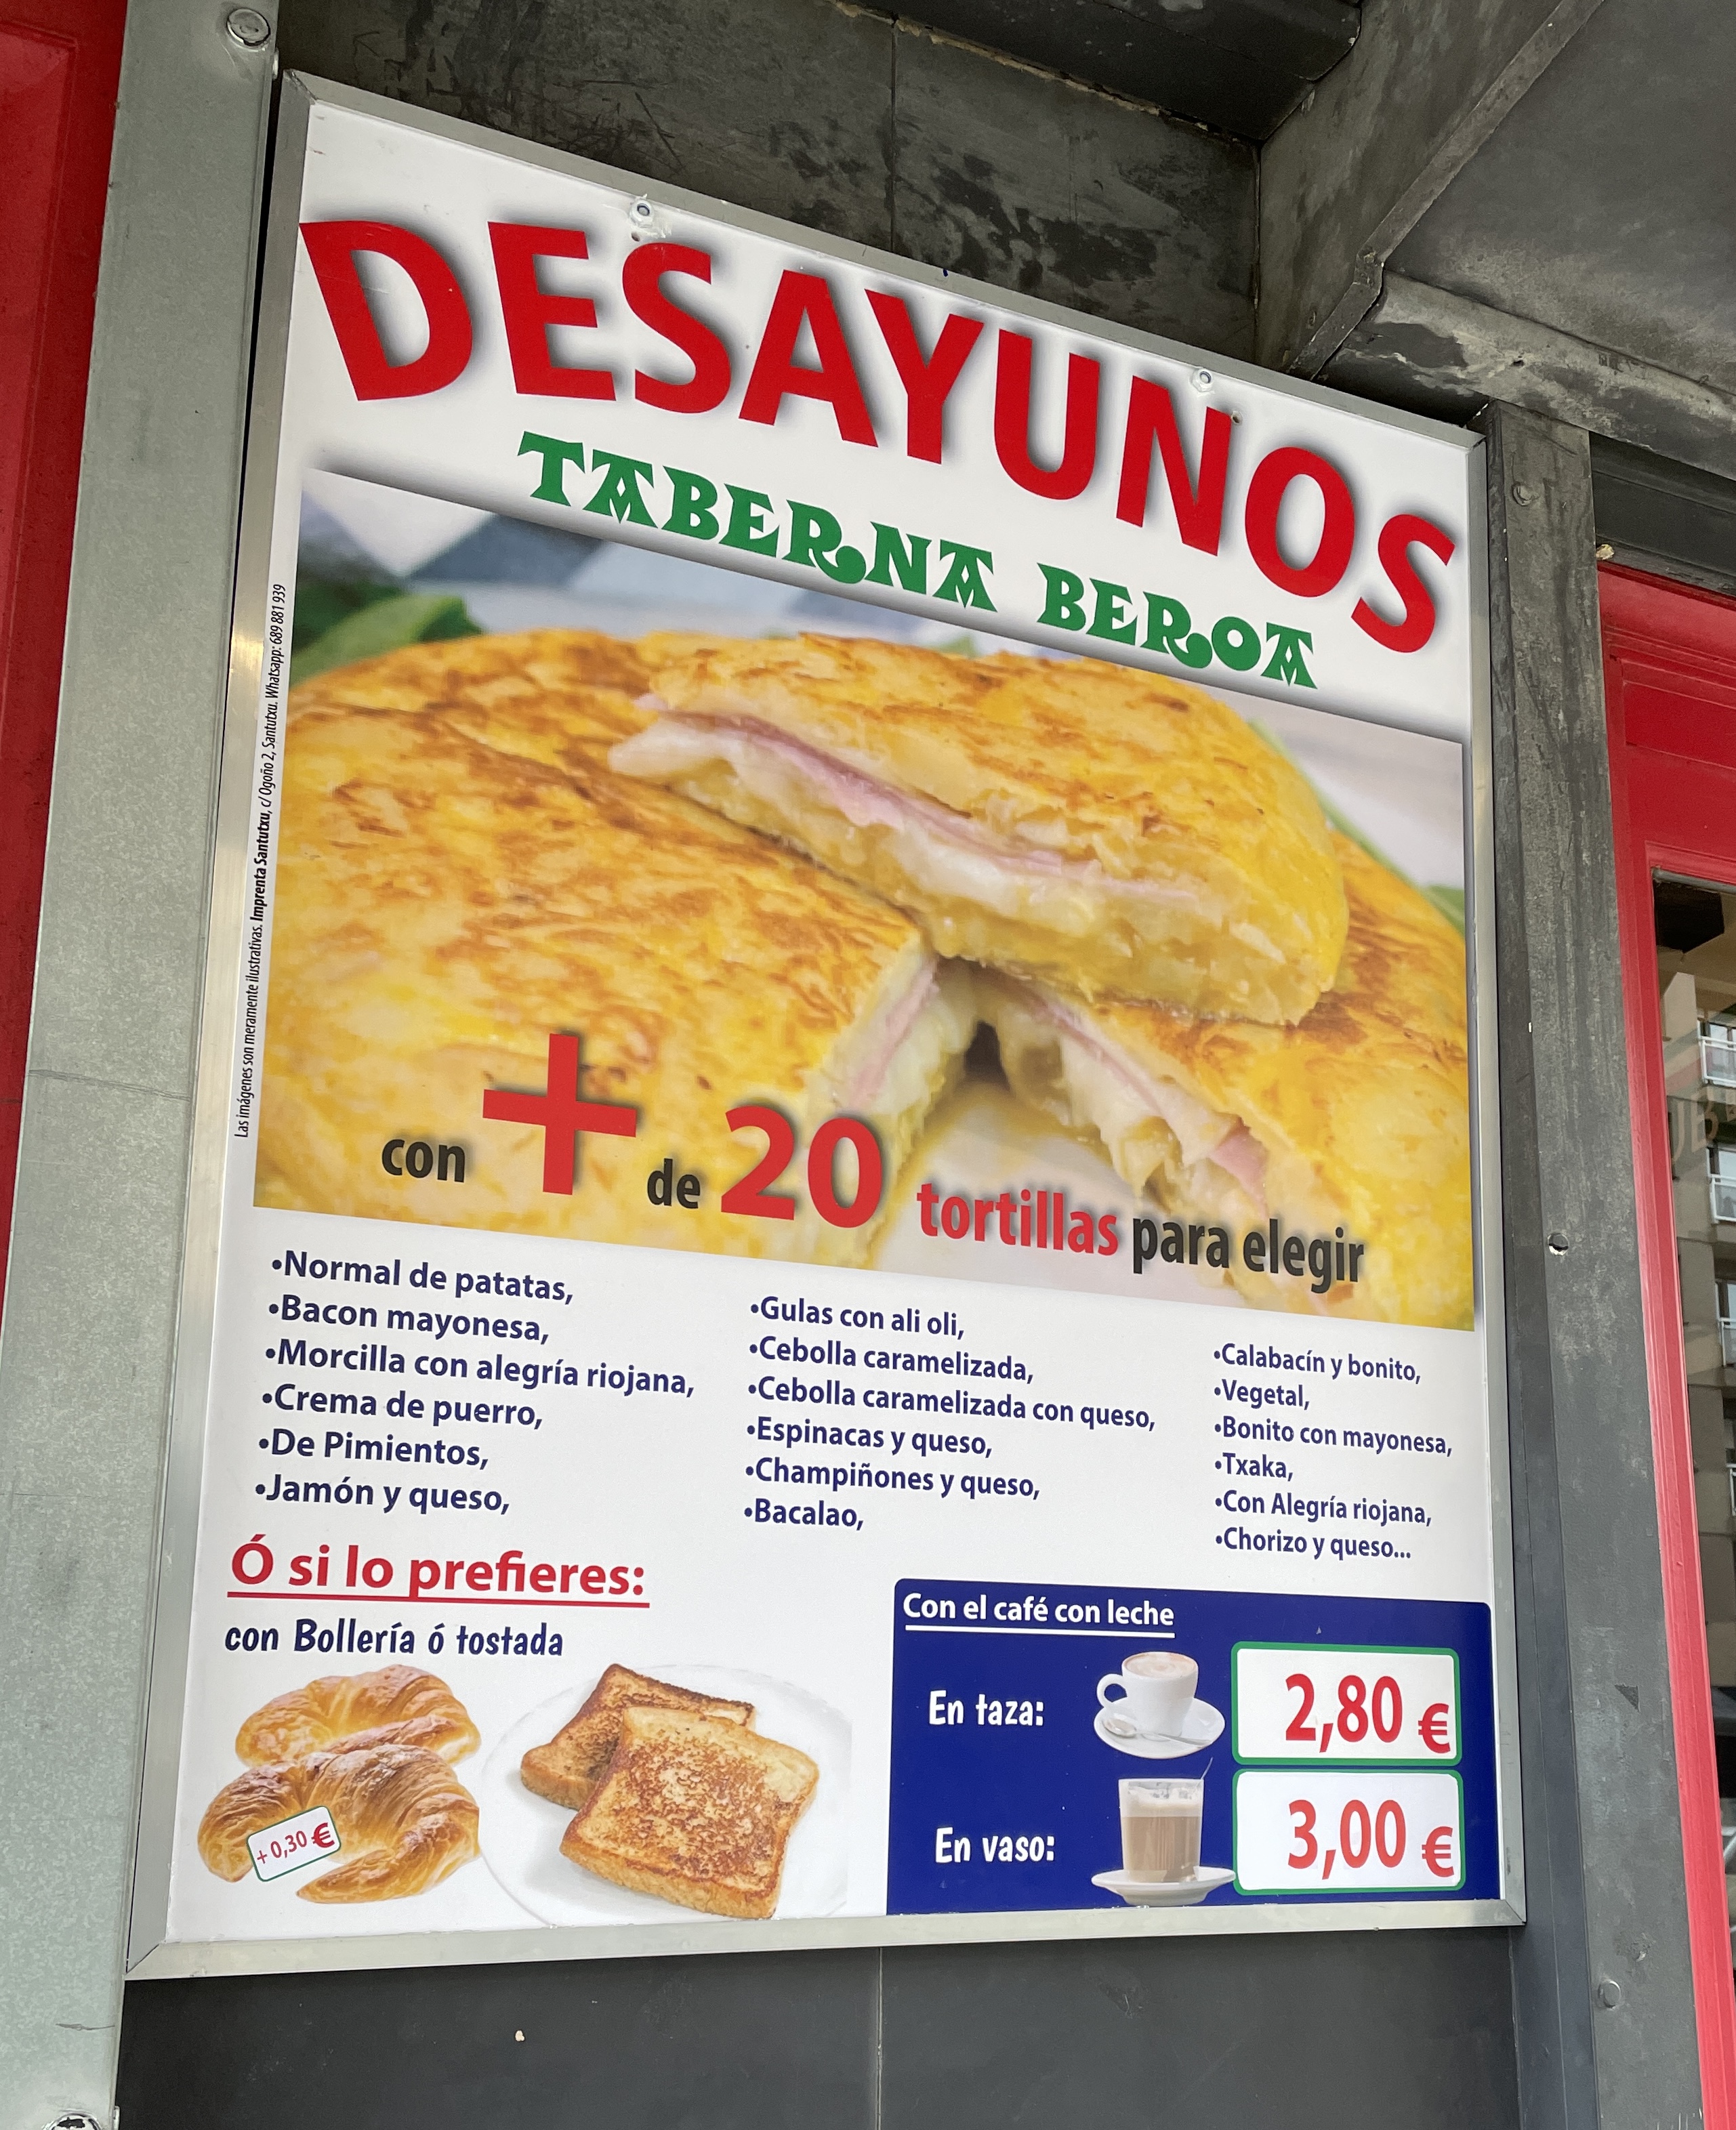 DESAYUNOS
TABERNA BEROA
Las imágenes son meramente ilustrativas. Imprenta Santutxu, c/ Ogoño 2, Santutxu. Whatsapp: 689 881 939
con + de 20 tortillas para elegir
•Normal de patatas,
•Bacon mayonesa,
•Morcilla con alegría riojana,
•Crema de puerro,
•De Pimientos,
•Jamón y queso,
•Gulas con ali oli,
•Cebolla caramelizada,
•Cebolla caramelizada con queso,
•Espinacas y queso,
•Champiñones y queso,
•Bacalao,
•Calabacín y bonito,
•Vegetal,
•Bonito con mayonesa,
•Txaka,
•Con Alegría riojana,
•Chorizo y queso...
Ó si lo prefieres:
con Bollería ó tostada
+ 0,30 €
Con el café con leche
En taza: 2,80 €
En vaso: 3,00 €